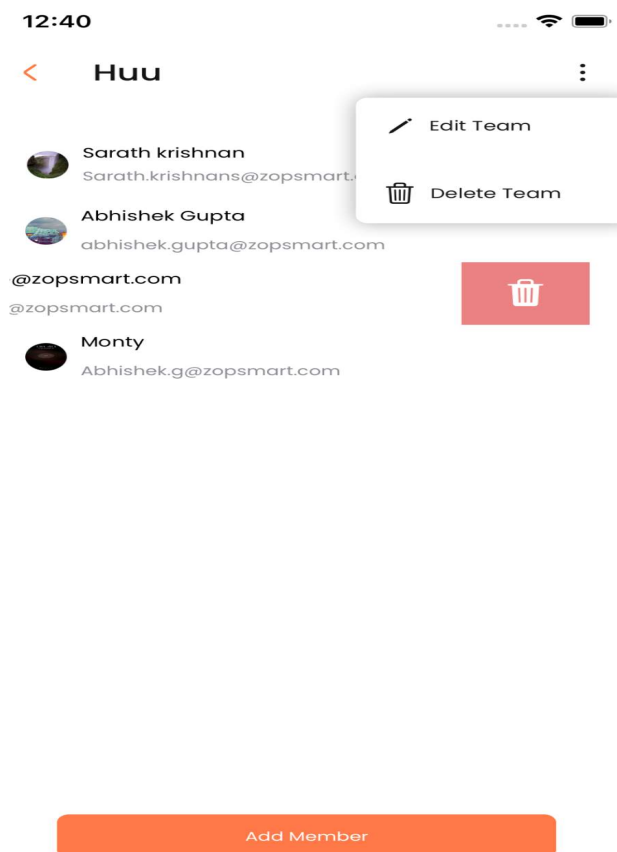 12:40
Huu
Edit Team
Sarath krishnan
Sarath.krishnans@zopsmart.
Delete Team
Abhishek Gupta
abhishek.gupta@zopsmart.com
@zopsmart.com
@zopsmart.com
Monty
Abhishek.g@zopsmart.com
Add Member